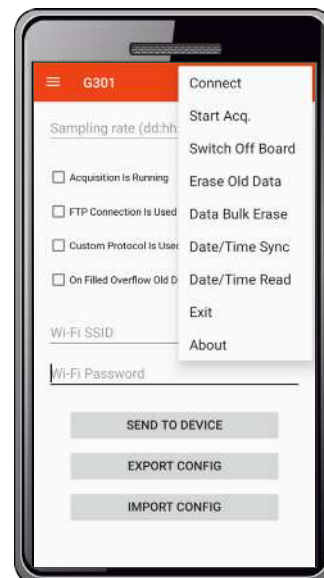 G301
Connect
Start Acq.
Switch Off Board
Erase Old Data
Data Bulk Erase
Date/Time Sync
Date/Time Read
Exit
About
Sampling rate (dd:hh
Acquisition Is Running
FTP Connection Is Used
Custom Protocol Is Used
On Filled Overflow Old D
Wi-Fi SSID
Wi-Fi Password
SEND TO DEVICE
EXPORT CONFIG
IMPORT CONFIG